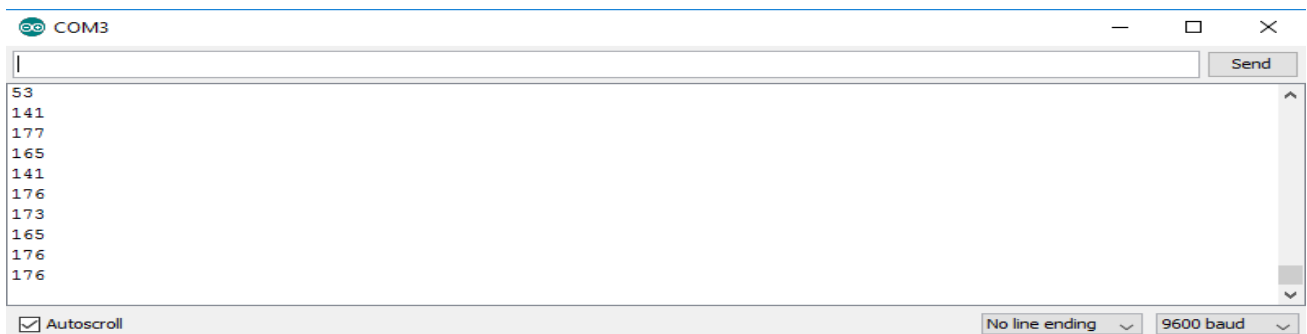 COM3
Send
53
141
177
165
141
176
173
165
176
176
Autoscroll
No line ending
9600 baud